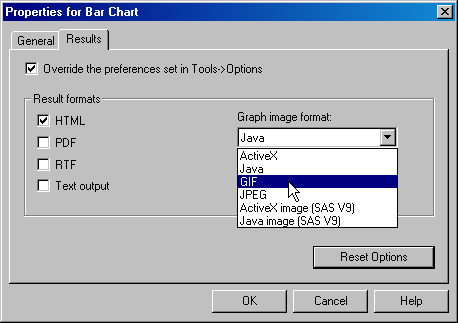 Properties for Bar Chart
General Results
Override the preferences set in Tools->Options
Result formats
HTML
PDF
RTF
Text output
Graph image format:
Java
ActiveX
Java
GIF
JPEG
ActiveX image (SAS V9)
Java image (SAS V9)
Reset Options
OK Cancel Help